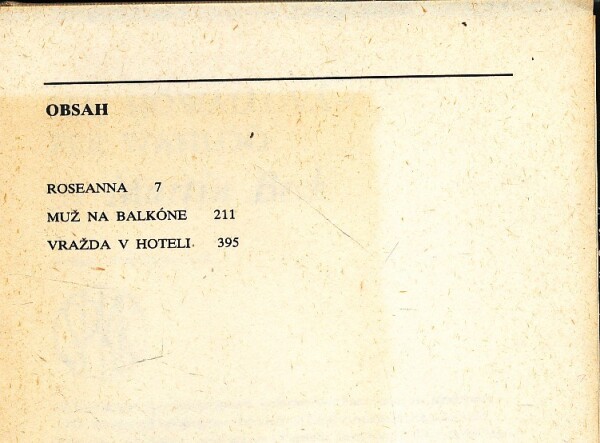 OBSAH
ROSEANNA 7
MUŽ NA BALKÓNE 211
VRAŽDA V HOTELI 395